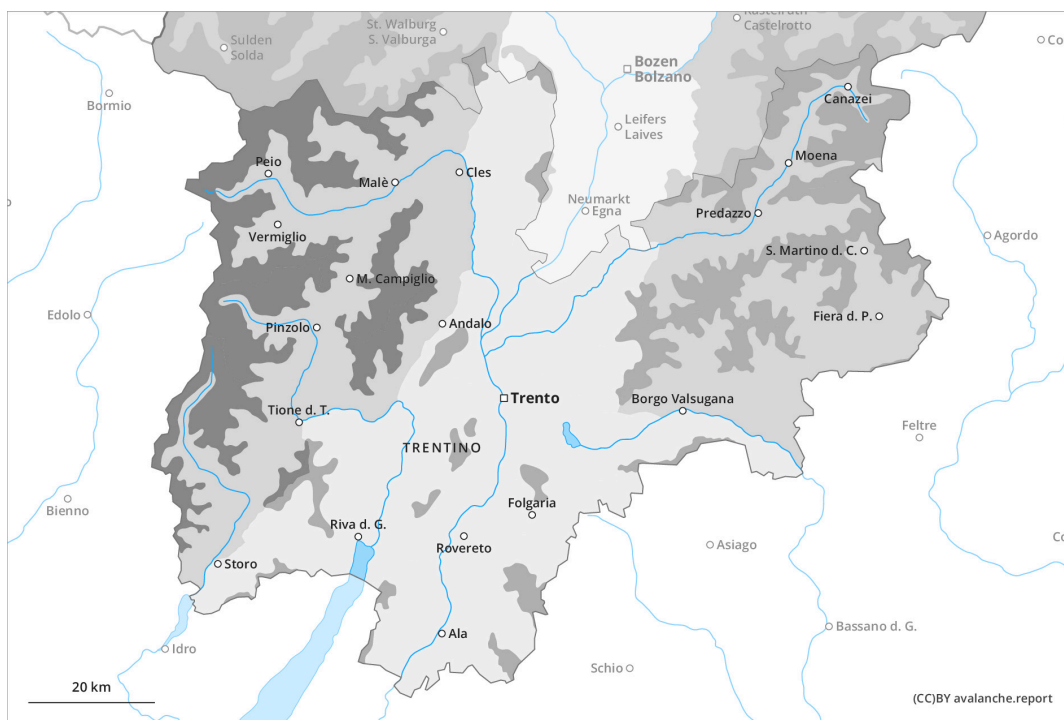 Kastelruth
Castelrotto
St. Walburg
S. Valburga
Sulden
Solda
Co
Bozen
Bolzano
Canazei
Bormio
Leifers
Laives
Moena
Peio
Malè
Cles
Neumarkt
Egna
Predazzo
Vermiglio
Agordo
S. Martino d. C.
M. Campiglio
Edolo
Pinzolo
Andalo
Fiera d. P.
Trento
Borgo Valsugana
Tione d. T.
Feltre
TRENTINO
Bienno
Folgaria
Riva d. G.
Rovereto
Asiago
Co
Storo
Ala
Bassano d. G.
Idro
Schio
20 km
(CC)BY avalanche.report